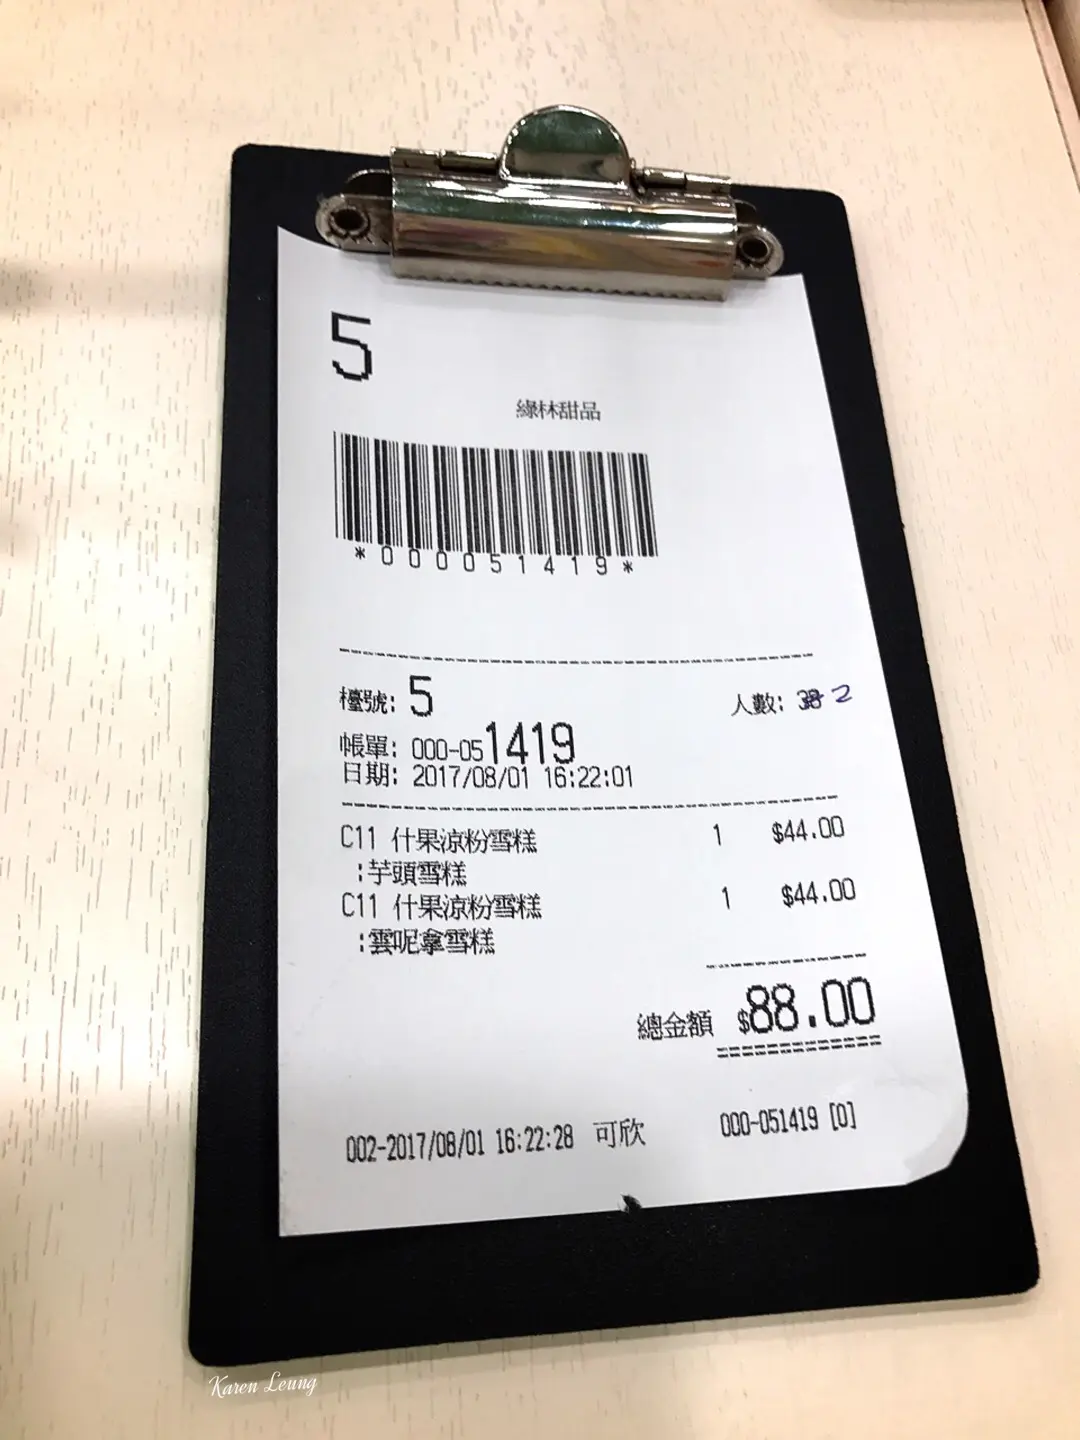 5
綠林甜品
*000051419*
檯號: 5
人數: 2
帳單: 000-051419
日期: 2017/08/01 16:22:01
C11 什果涼粉雪糕 1 $44.00
:芋頭雪糕
C11 什果涼粉雪糕 1 $44.00
:雲呢拿雪糕
總金額 $88.00
002-2017/08/01 16:22:28 可欣 000-051419 [0]
Karen Leung